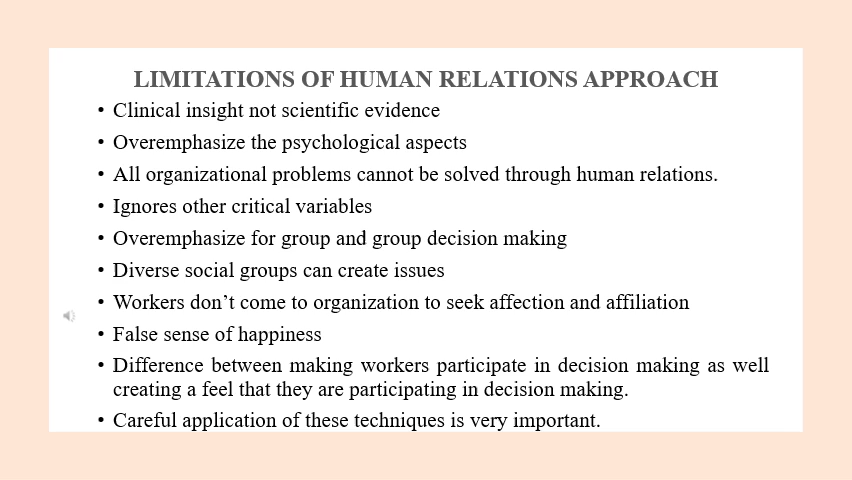 LIMITATIONS OF HUMAN RELATIONS APPROACH
• Clinical insight not scientific evidence
• Overemphasize the psychological aspects
• All organizational problems cannot be solved through human relations.
• Ignores other critical variables
• Overemphasize for group and group decision making
• Diverse social groups can create issues
• Workers don’t come to organization to seek affection and affiliation
• False sense of happiness
• Difference between making workers participate in decision making as well
creating a feel that they are participating in decision making.
• Careful application of these techniques is very important.